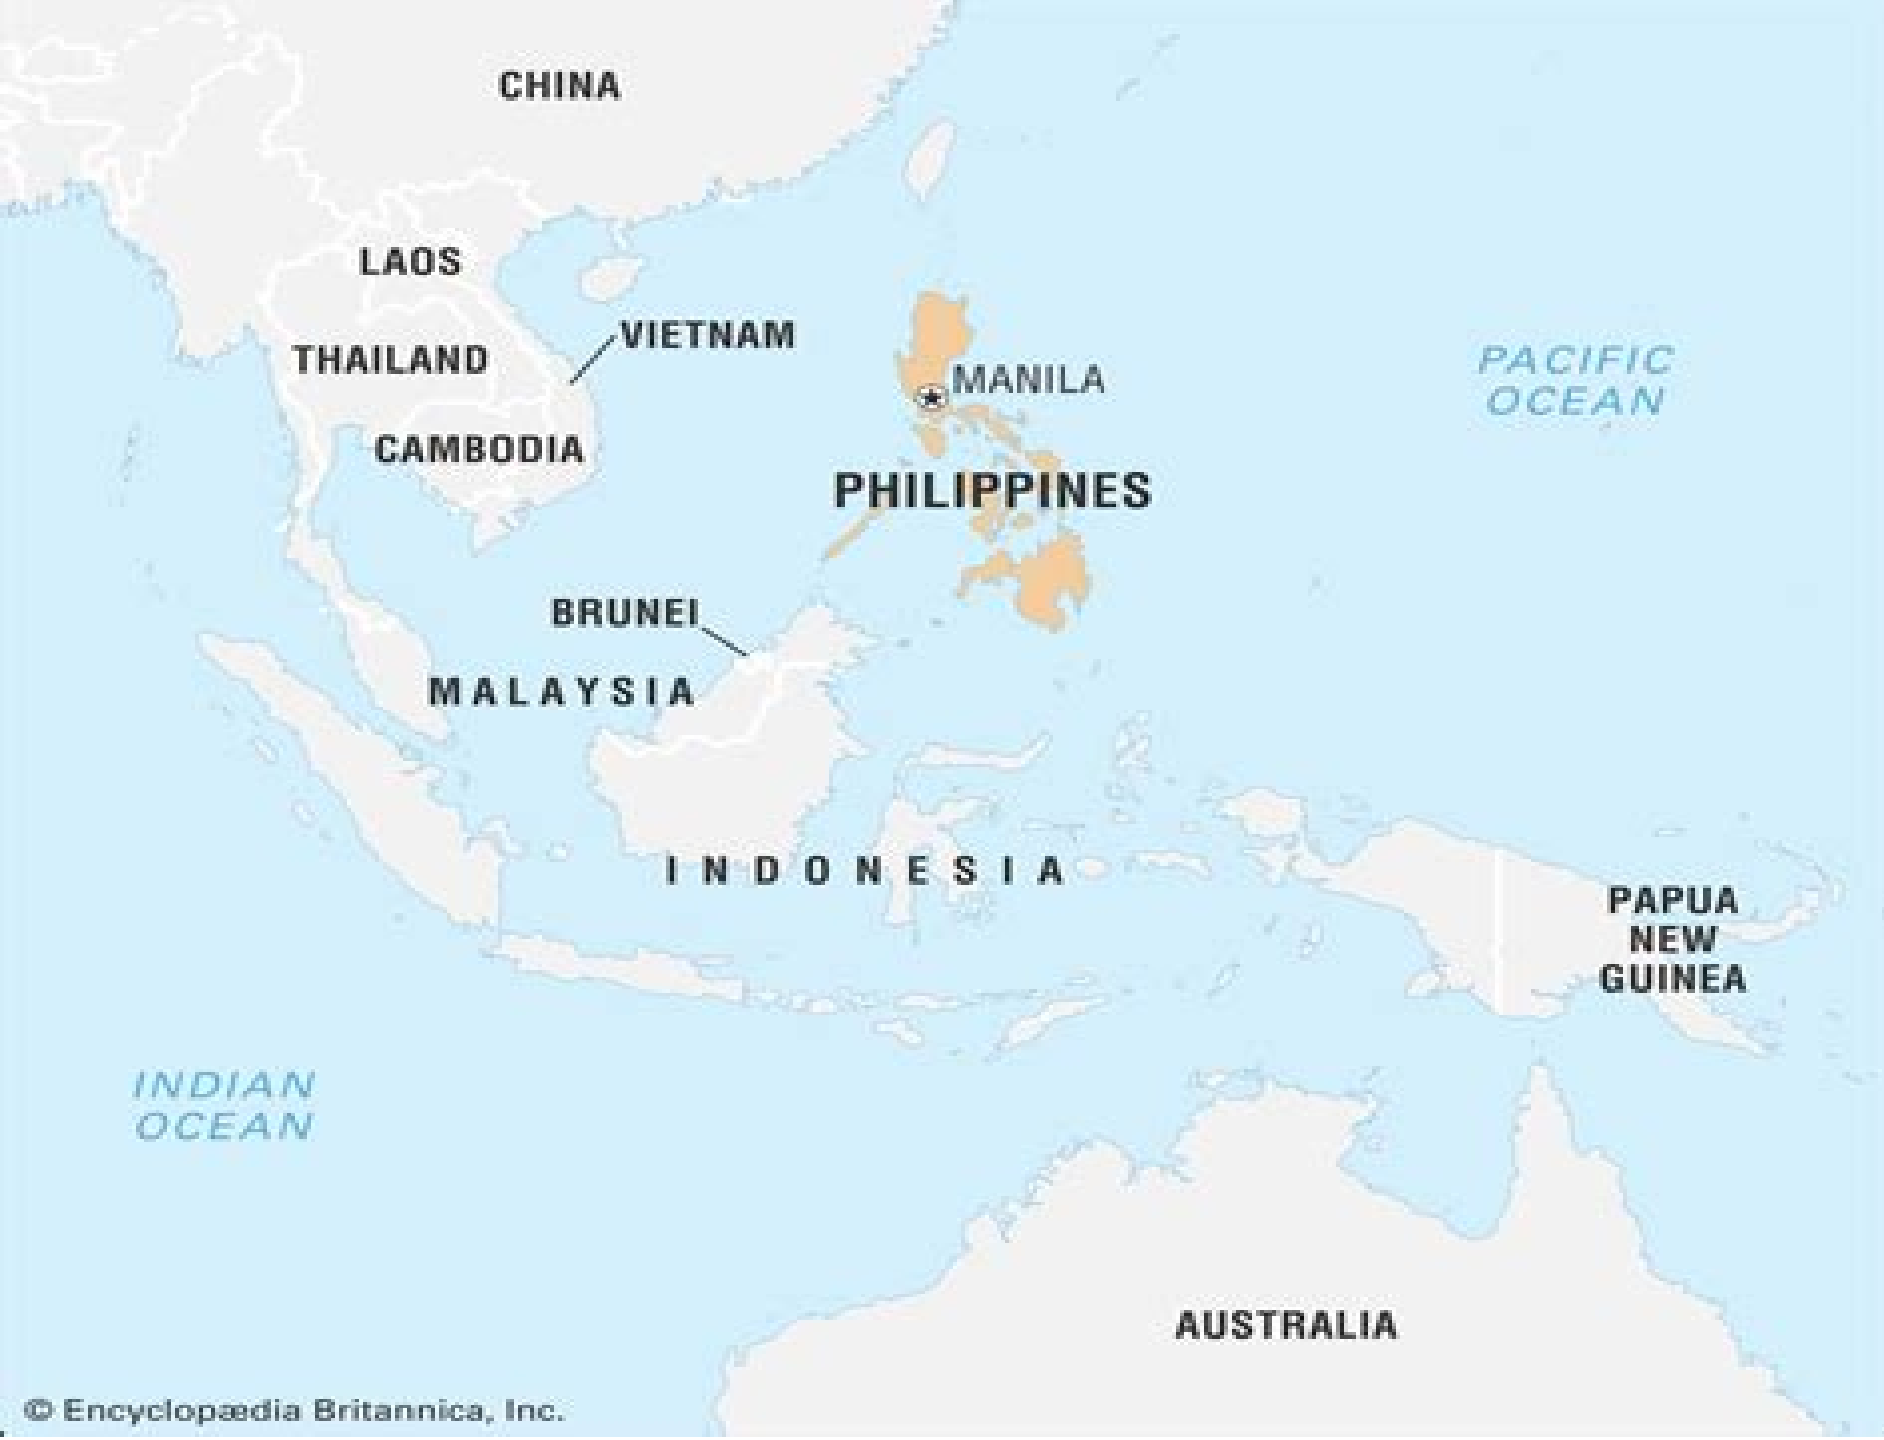 CHINA
LAOS
VIETNAM
THAILAND
MANILA
PACIFIC
OCEAN
CAMBODIA
PHILIPPINES
BRUNEI
MALAYSIA
INDONESIA
PAPUA
NEW
GUINEA
INDIAN
OCEAN
AUSTRALIA
© Encyclopædia Britannica, Inc.